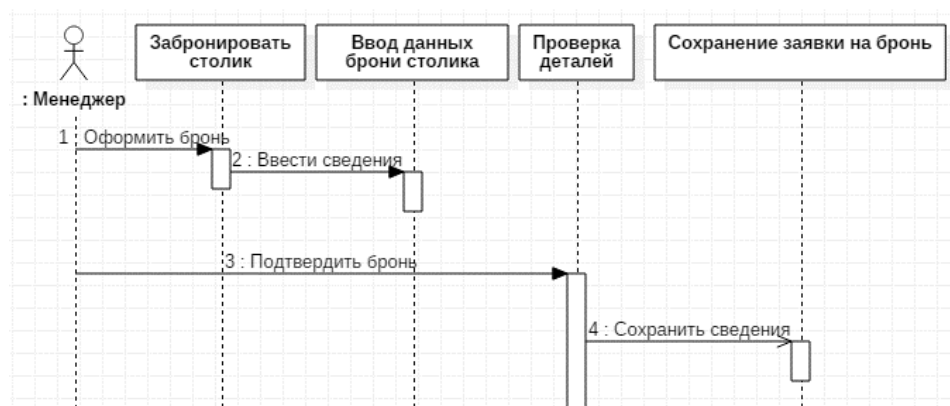 Забронировать
столик
Ввод данных
брони столика
Проверка
деталей
Сохранение заявки на бронь
: Менеджер
1 : Оформить бронь
2 : Ввести сведения
3 : Подтвердить бронь
4 : Сохранить сведения